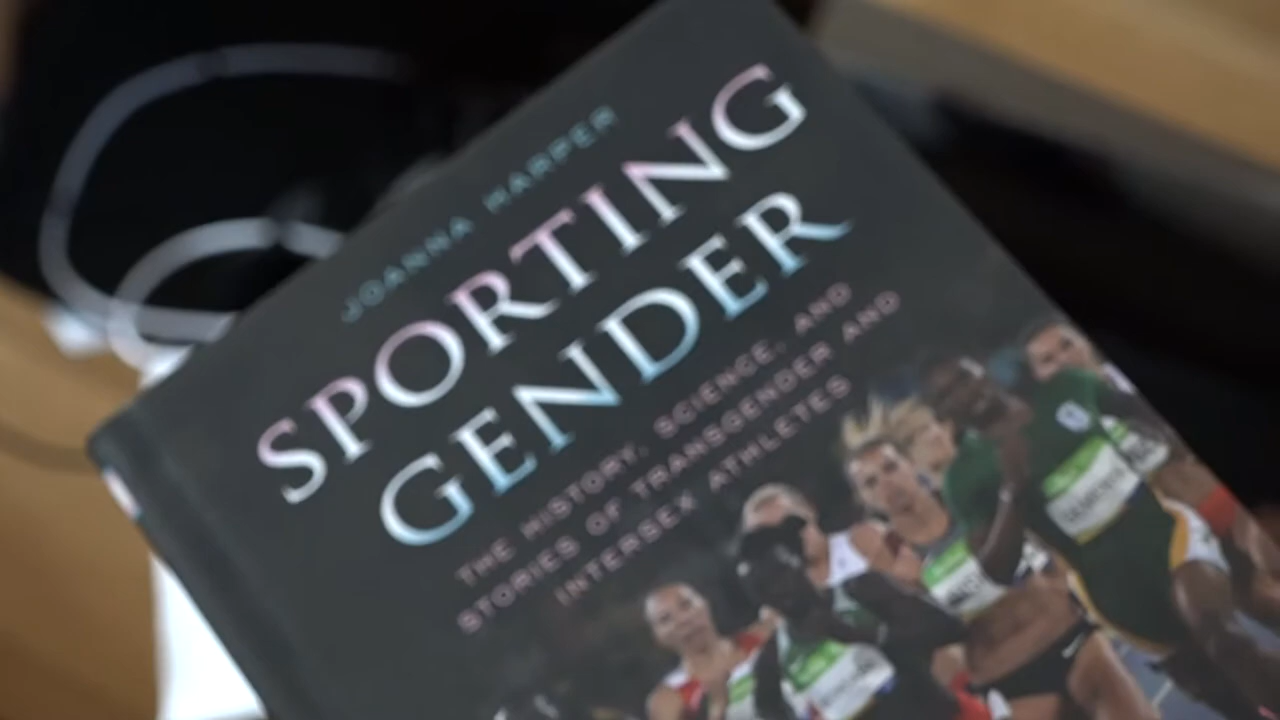 JOANNA HARPER
SPORTING
GENDER
THE HISTORY, SCIENCE, AND
STORIES OF TRANSGENDER AND
INTERSEX ATHLETES